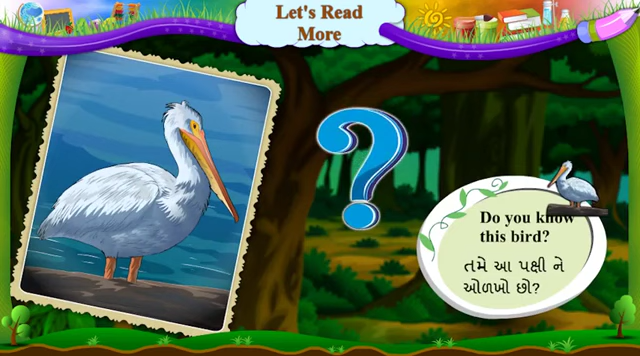 Let's Read
More
Do you know
this bird?
તમે આ પક્ષી ને
ઓળખો છો?